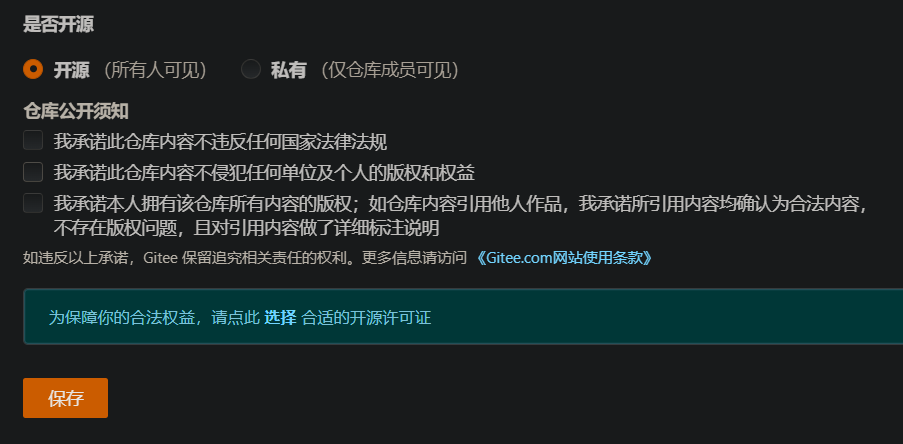 是否开源
开源 (所有人可见) 私有 (仅仓库成员可见)
仓库公开须知
我承诺此仓库内容不违反任何国家法律法规
我承诺此仓库内容不侵犯任何单位及个人的版权和权益
我承诺本人拥有该仓库所有内容的版权；如仓库内容引用他人作品，我承诺所引用内容均确认为合法内容，
不存在版权问题，且对引用内容做了详细标注说明
如违反以上承诺，Gitee 保留追究相关责任的权利。更多信息请访问 《Gitee.com网站使用条款》
为保障你的合法权益，请点此 选择 合适的开源许可证
保存